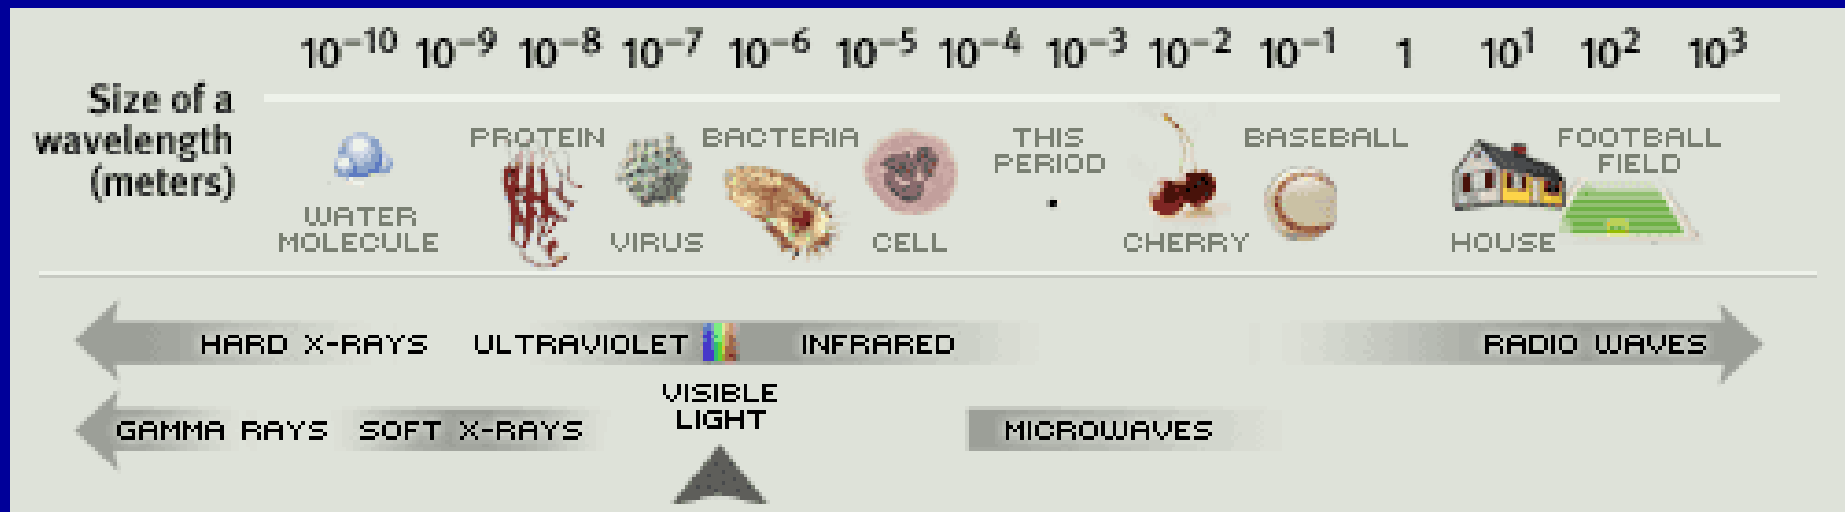 10⁻¹⁰ 10⁻⁹ 10⁻⁸ 10⁻⁷ 10⁻⁶ 10⁻⁵ 10⁻⁴ 10⁻³ 10⁻² 10⁻¹ 1 10¹ 10² 10³
Size of a
wavelength
(meters)
WATER
MOLECULE
PROTEIN
VIRUS
BACTERIA
CELL
THIS
PERIOD
CHERRY
BASEBALL
HOUSE
FOOTBALL
FIELD
HARD X-RAYS ULTRAVIOLET INFRARED RADIO WAVES
VISIBLE
LIGHT
GAMMA RAYS SOFT X-RAYS MICROWAVES